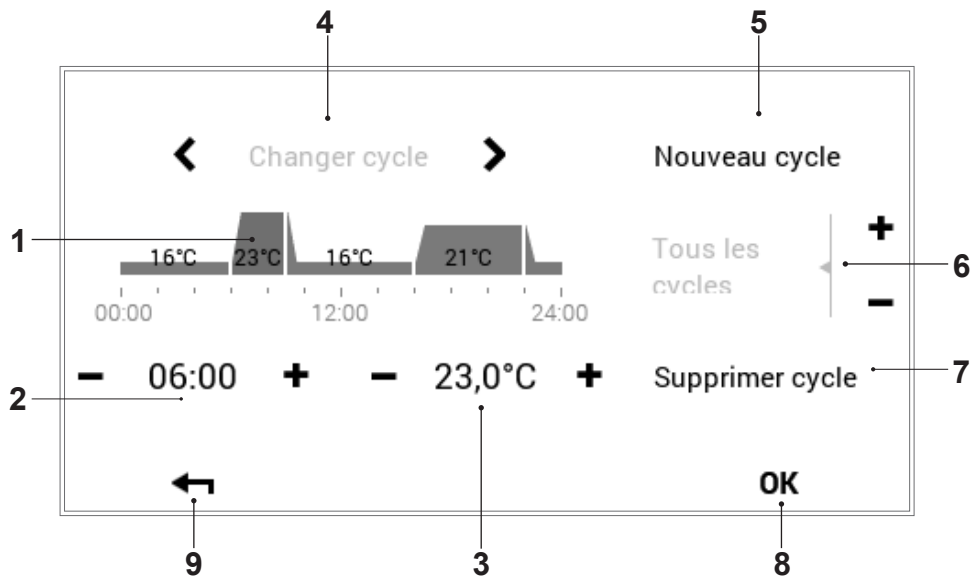 4 5
Changer cycle Nouveau cycle
1 16°C 23°C 16°C 21°C
Tous les
cycles
6
00:00 12:00 24:00
06:00 23,0°C Supprimer cycle 7
2
OK
9 3 8